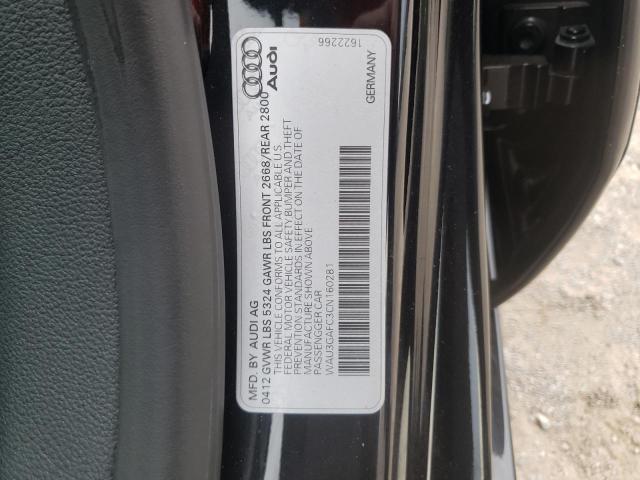 MFD. BY AUDI AG
0412 GVWR LBS 5324 GAWR LBS FRONT 2668/REAR 2800
THIS VEHICLE CONFORMS TO ALL APPLICABLE U.S.
FEDERAL MOTOR VEHICLE SAFETY BUMPER AND THEFT
PREVENTION STANDARDS IN EFFECT ON THE DATE OF
MANUFACTURE SHOWN ABOVE
PASSENGER CAR
WAU3GAFC3CN160281
Audi
GERMANY
1622266